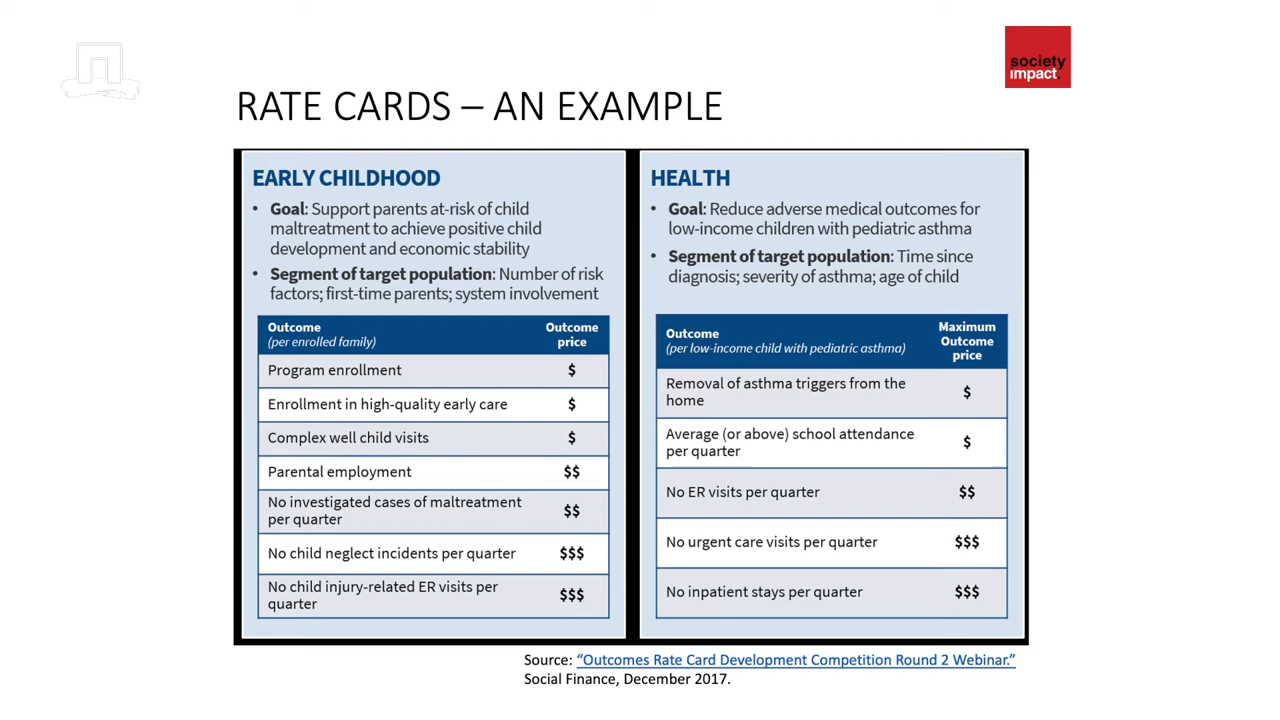 society
impact.
RATE CARDS – AN EXAMPLE
EARLY CHILDHOOD
• Goal: Support parents at-risk of child
maltreatment to achieve positive child
development and economic stability
• Segment of target population: Number of risk
factors; first-time parents; system involvement
Outcome
(per enrolled family)
Outcome
price
Program enrollment $
Enrollment in high-quality early care $
Complex well child visits $
Parental employment $$
No investigated cases of maltreatment
per quarter
$$
No child neglect incidents per quarter $$$
No child injury-related ER visits per
quarter
$$$
HEALTH
• Goal: Reduce adverse medical outcomes for
low-income children with pediatric asthma
• Segment of target population: Time since
diagnosis; severity of asthma; age of child
Outcome
(per low-income child with pediatric asthma)
Maximum
Outcome
price
Removal of asthma triggers from the
home
$
Average (or above) school attendance
per quarter
$
No ER visits per quarter $$
No urgent care visits per quarter $$$
No inpatient stays per quarter $$$
Source: “Outcomes Rate Card Development Competition Round 2 Webinar.”
Social Finance, December 2017.